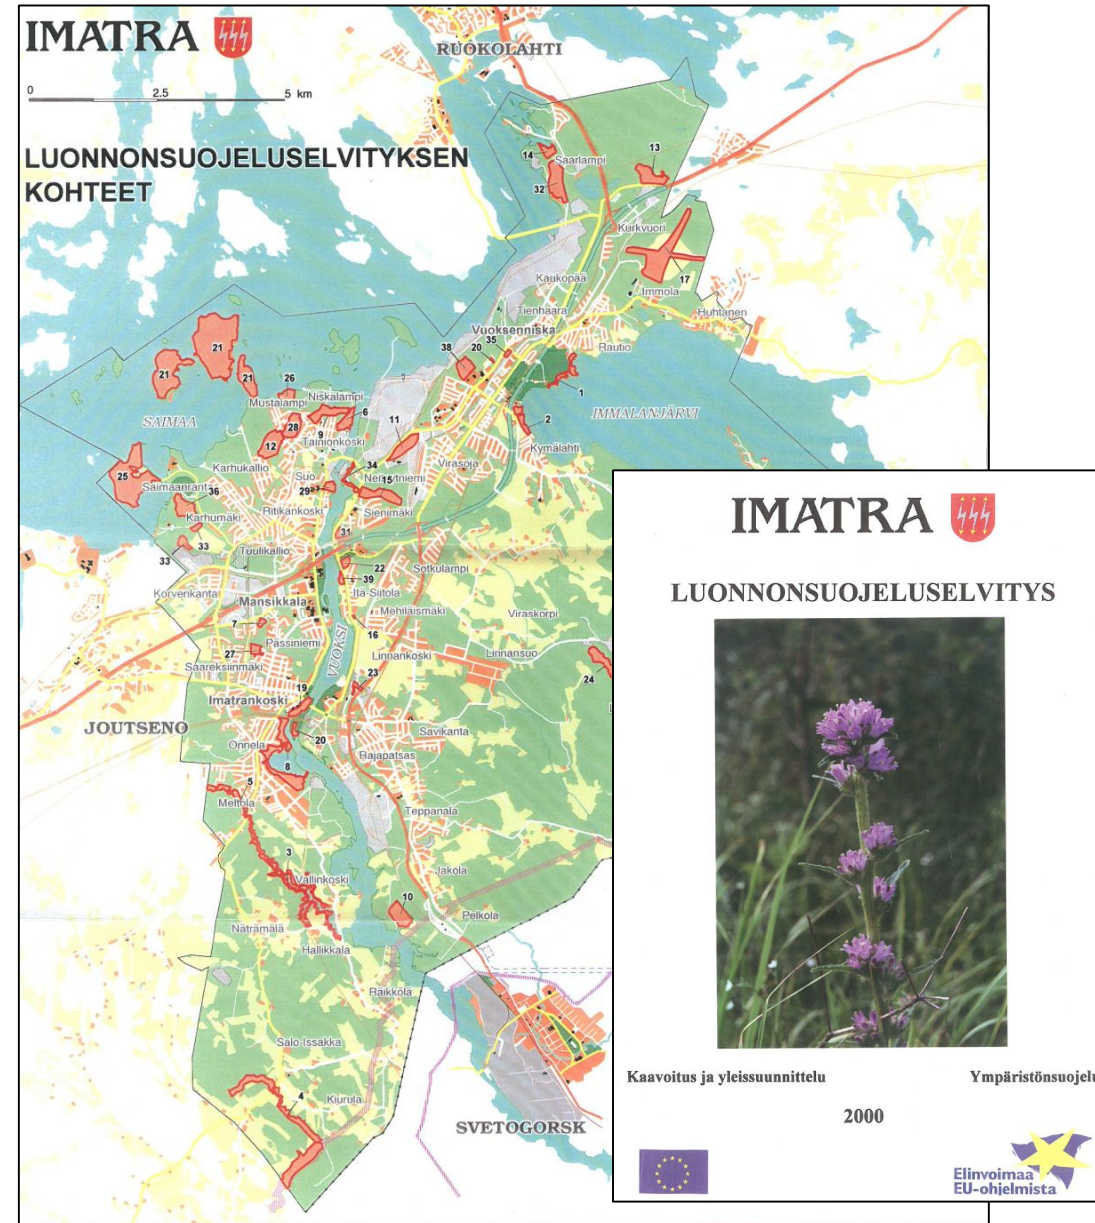 IMATRA
0 2.5 5 km
LUONNONSUOJELUSELVITYKSEN
KOHTEET
RUOKOLAHTI
14
Saarlampi
13
32
Kurkvuori
Kaukopää
17
Immola
Tienhaara
Huhtanen
Vuoksenniska
35
38
20
Rautio
21
21
21
26
Mustalampi
Niskalampi
6
11
1
IMMALANJÄRVI
2
SAIMAA
28
9
12
Tainionkoski
Kymälahti
Karhukallio
34
Virasoja
25
Suo
15
Saimaanranta
29
36
Ritikankoski
Sienimäki
Karhumäki
33
31
33
Tuulikallio
22
Sotkulampi
Korvenkanta
39
Itä-Siitola
Mansikkala
Mehiläismäki
Viraskorpi
7
16
Pässiniemi
VUOKSI
27
Linnankoski
Linnansuo
Saareksiinmäki
23
24
19
Imatrankoski
JOUTSENO
20
Savikanta
Onnela
Rajapatsas
8
5
Meltola
Teppanala
3
Vallinkoski
Jakola
10
Pelkola
Näträmälä
Hallikkala
Räikkölä
Salo-Issakka
4
Kiurula
SVETOGORSK
IMATRA
LUONNONSUOJELUSELVITYS
Kaavoitus ja yleissuunnittelu
Ympäristönsuojelu
2000
Elinvoimaa
EU-ohjelmista